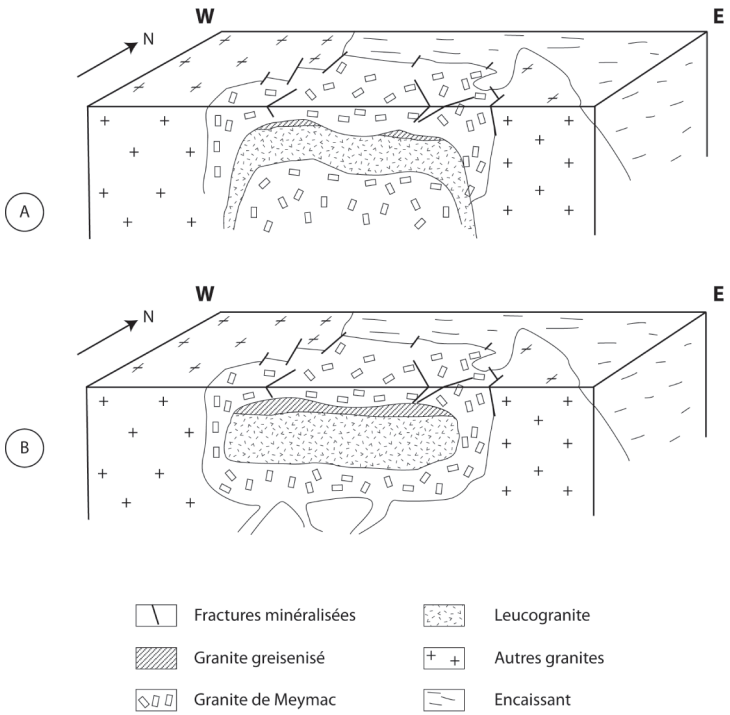 W
E
N
A
W
E
N
B
Fractures minéralisées
Leucogranite
Granite greisenisé
Autres granites
Granite de Meymac
Encaissant